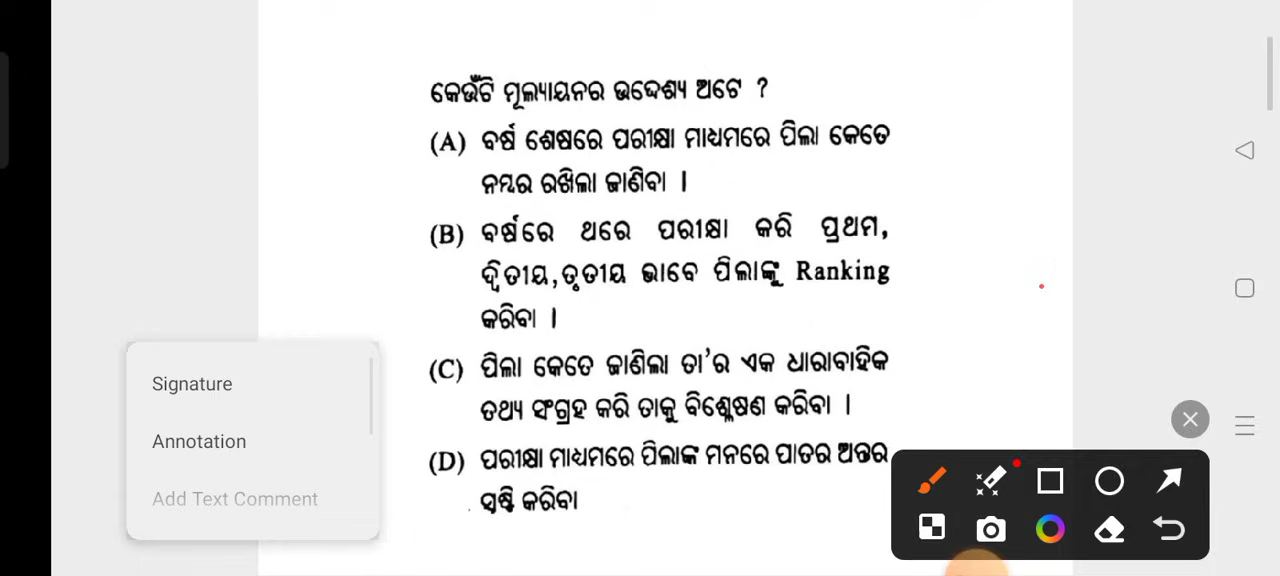 କେଉଁଟି ମୂଲ୍ୟାୟନର ଉଦ୍ଦେଶ୍ୟ ଅଟେ ?
(A) ବର୍ଷ ଶେଷରେ ପରୀକ୍ଷା ମାଧ୍ୟମରେ ପିଲା କେତେ
ନମ୍ବର ରଖିଲା ଜାଣିବା ।
(B) ବର୍ଷରେ ଥରେ ପରୀକ୍ଷା କରି ପ୍ରଥମ,
ଦ୍ୱିତୀୟ,ତୃତୀୟ ଭାବେ ପିଲାଙ୍କୁ Ranking
କରିବା ।
(C) ପିଲା କେତେ ଜାଣିଲା ତା'ର ଏକ ଧାରାବାହିକ
ତଥ୍ୟ ସଂଗ୍ରହ କରି ତାକୁ ବିଶ୍ଳେଷଣ କରିବା ।
(D) ପରୀକ୍ଷା ମାଧ୍ୟମରେ ପିଲାଙ୍କ ମନରେ ପାତର ଅନ୍ତର
ସୃଷ୍ଟି କରିବା
Signature
Annotation
Add Text Comment